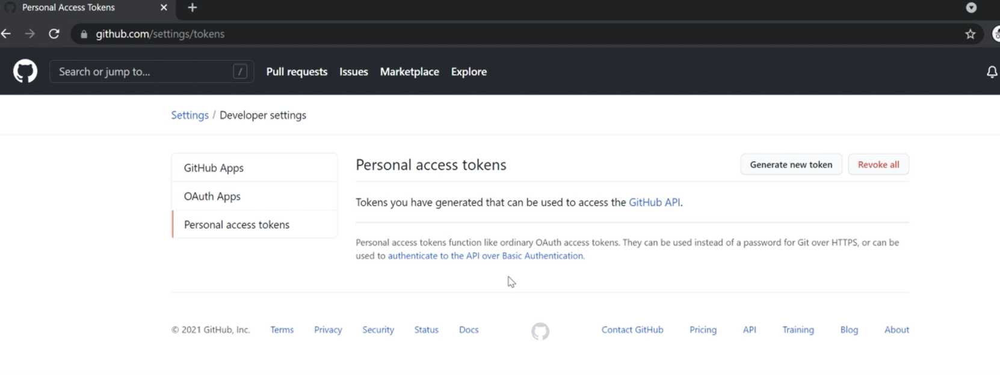 Personal Access Tokens
github.com/settings/tokens
Search or jump to... /
Pull requests Issues Marketplace Explore
Settings / Developer settings
GitHub Apps
OAuth Apps
Personal access tokens
Personal access tokens
Generate new token Revoke all
Tokens you have generated that can be used to access the GitHub API.
Personal access tokens function like ordinary OAuth access tokens. They can be used instead of a password for Git over HTTPS, or can be
used to authenticate to the API over Basic Authentication.
© 2021 GitHub, Inc. Terms Privacy Security Status Docs Contact GitHub Pricing API Training Blog About